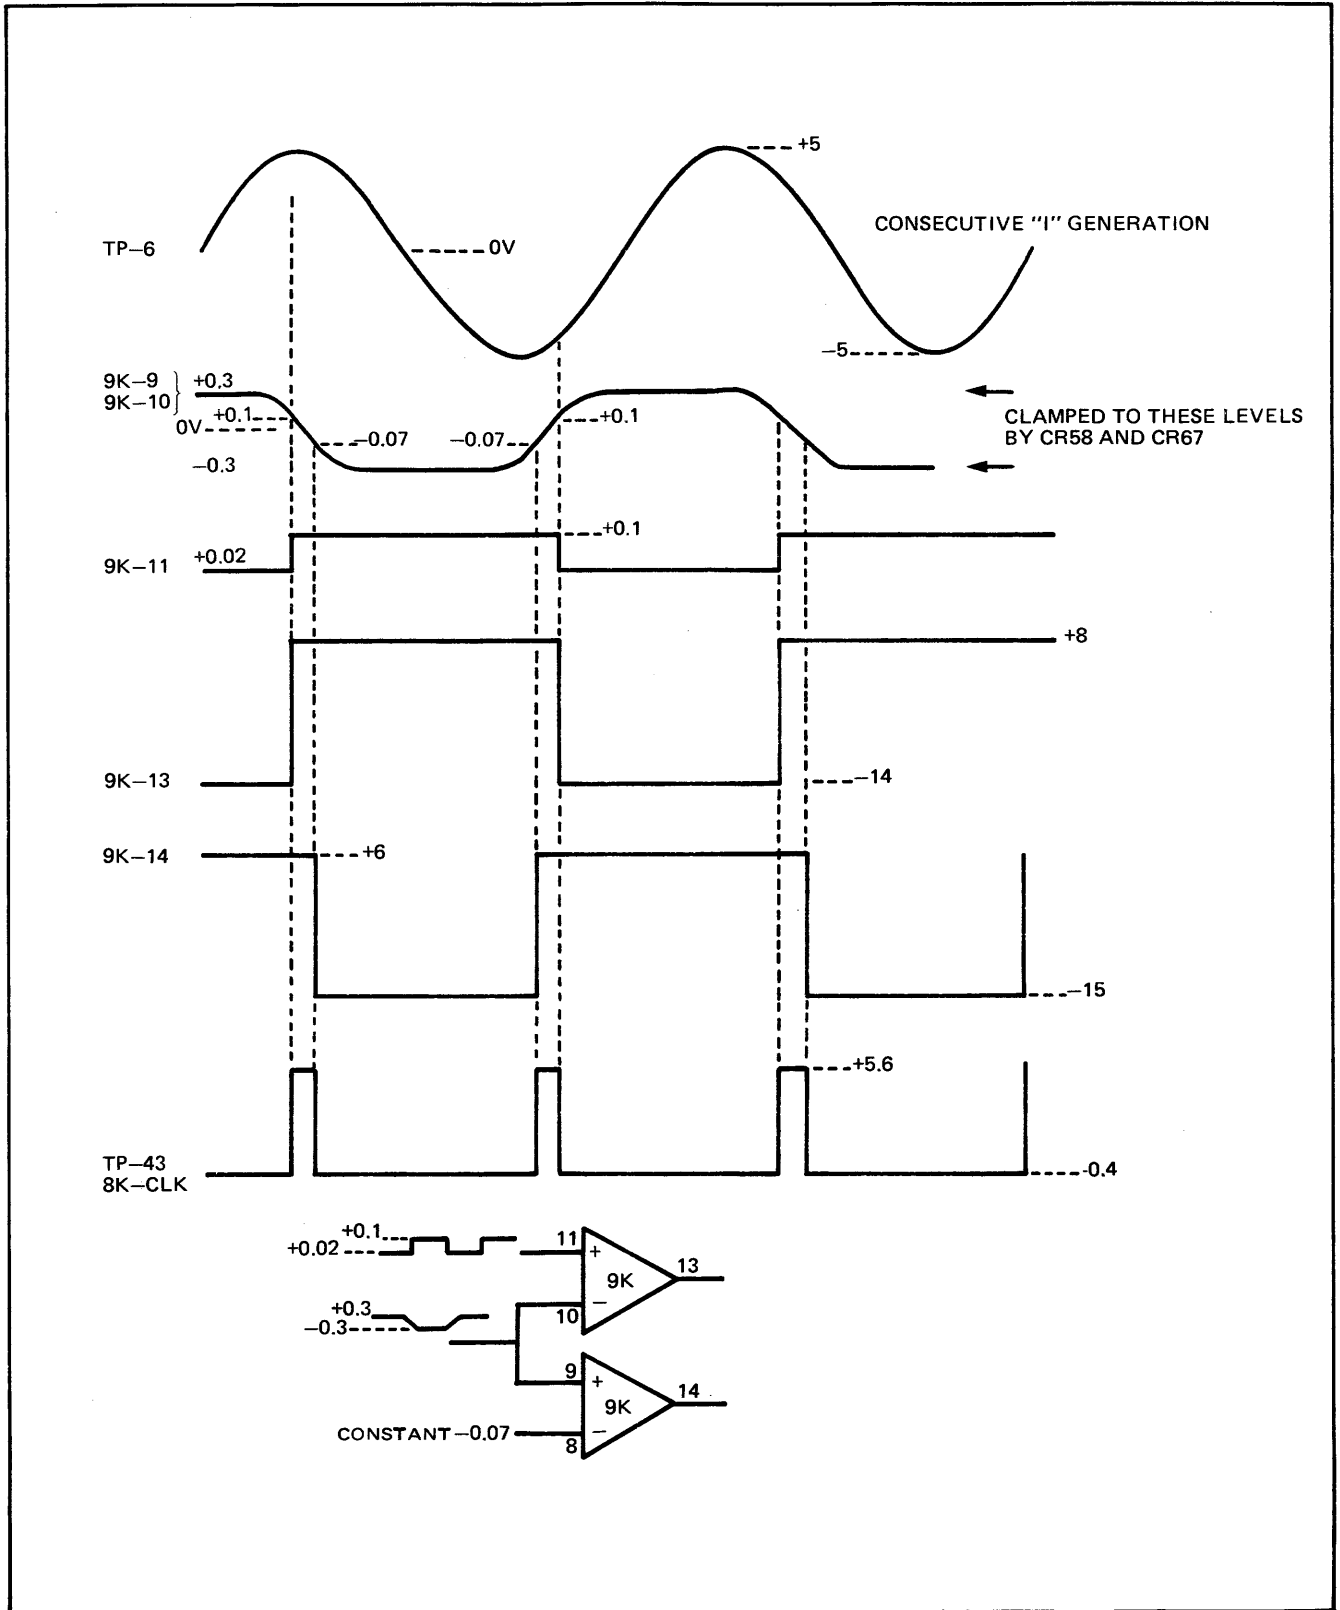 +5
CONSECUTIVE "I" GENERATION
TP–6
0V
–5
9K–9
9K–10
+0.3
+0.1
0V
–0.3
–0.07
–0.07
+0.1
CLAMPED TO THESE LEVELS
BY CR58 AND CR67
+0.1
9K–11
+0.02
+8
9K–13
–14
9K–14
+6
–15
+5.6
TP–43
8K–CLK
-0.4
+0.1
+0.02
11
+
9K
13
–
10
+0.3
–0.3
9
+
9K
14
CONSTANT –0.07
–
8